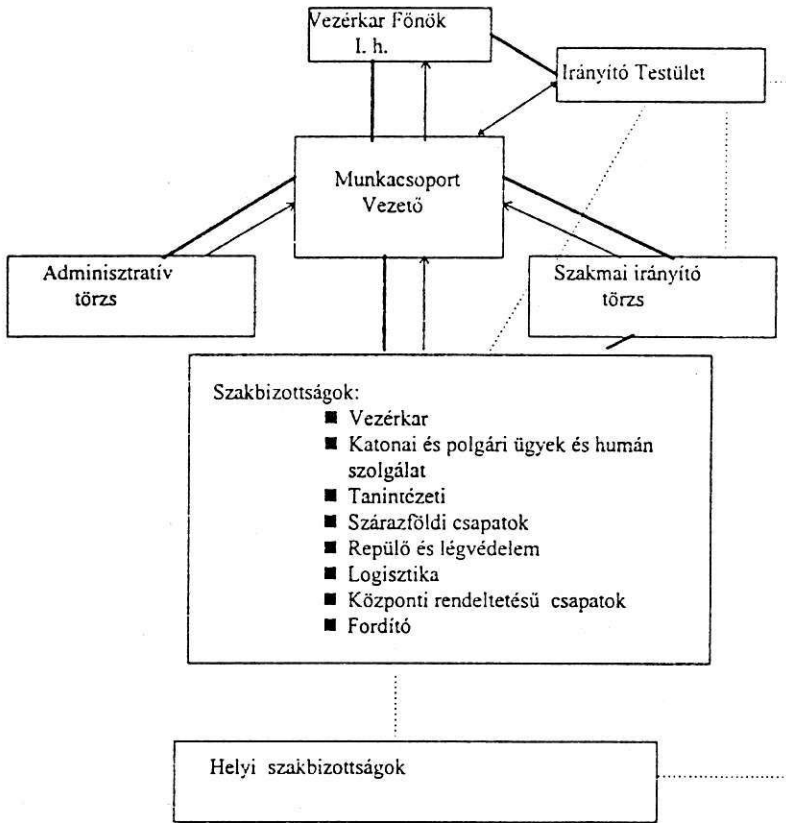 Vezérkar Főnök
I. h.
Irányító Testület
Munkacsoport
Vezető
Adminisztratív
törzs
Szakmai irányító
törzs
Szakbizottságok:
■ Vezérkar
■ Katonai és polgári ügyek és humán
szolgálat
■ Tanintézeti
■ Szárazföldi csapatok
■ Repülő és légvédelem
■ Logisztika
■ Központi rendeltetésű csapatok
■ Fordító
Helyi szakbizottságok